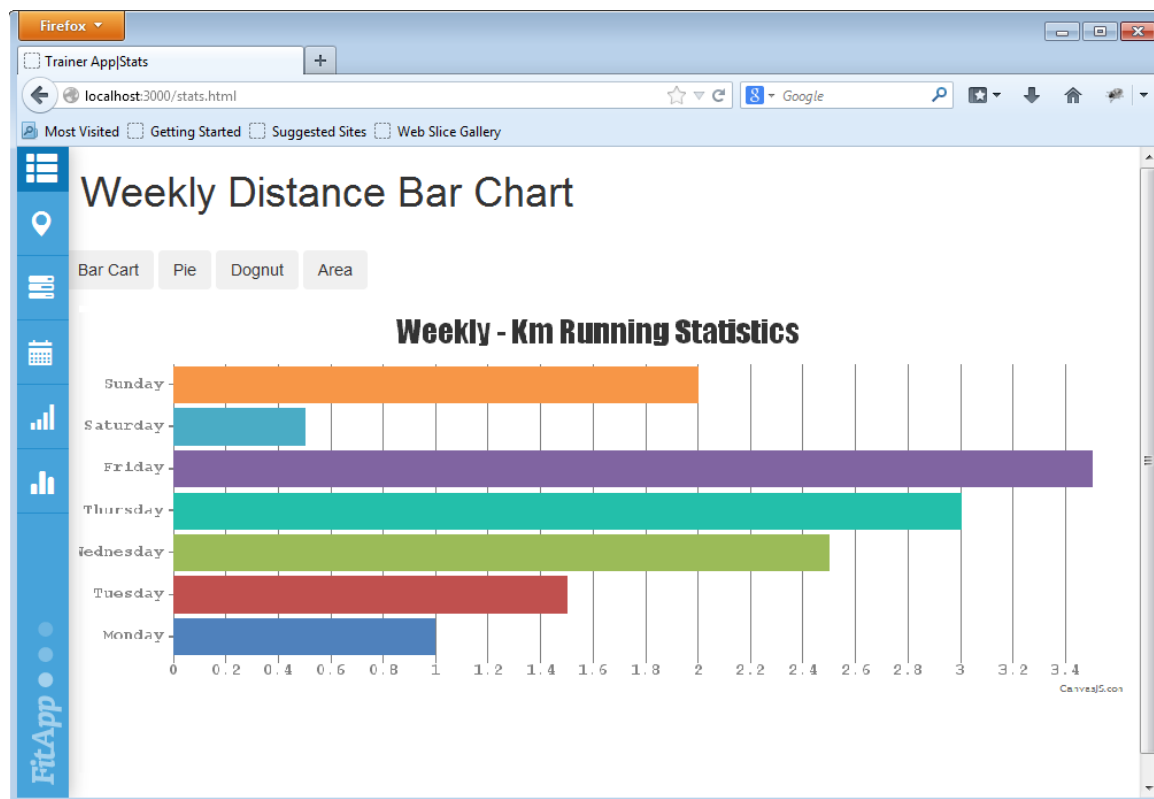 Firefox
Trainer App|Stats
localhost:3000/stats.html
Google
Most Visited Getting Started Suggested Sites Web Slice Gallery
Weekly Distance Bar Chart
Bar Cart Pie Dognut Area
Weekly - Km Running Statistics
Sunday
Saturday
Friday
Thursday
Wednesday
Tuesday
Monday
0 0.2 0.4 0.6 0.8 1 1.2 1.4 1.6 1.8 2 2.2 2.4 2.6 2.8 3 3.2 3.4
CanvasJS.com
FitApp